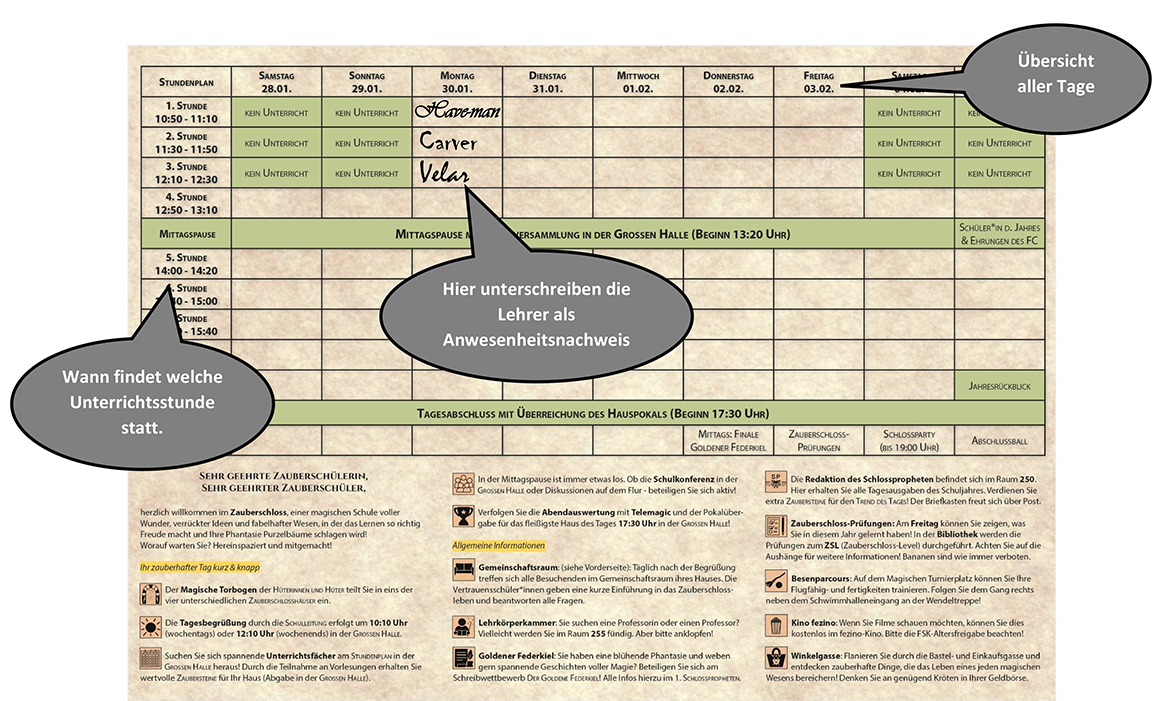 Übersicht
aller Tage
Stundenplan
Samstag
28.01.
Sonntag
29.01.
Montag
30.01.
Dienstag
31.01.
Mittwoch
01.02.
Donnerstag
02.02.
Freitag
03.02.
1. Stunde
10:50 - 11:10
kein Unterricht
kein Unterricht
Have-man
kein Unterricht
2. Stunde
11:30 - 11:50
kein Unterricht
kein Unterricht
Carver
kein Unterricht
kein Unterricht
3. Stunde
12:10 - 12:30
kein Unterricht
kein Unterricht
Velar
kein Unterricht
kein Unterricht
4. Stunde
12:50 - 13:10
Mittagspause
Mittagspause
versammlung in der Grossen Halle (Beginn 13:20 Uhr)
Schüler*in d. Jahres
& Ehrungen des FC
5. Stunde
14:00 - 14:20
Stunde
- 15:00
Stunde
- 15:40
Hier unterschreiben die
Lehrer als
Anwesenheitsnachweis
Wann findet welche
Unterrichtsstunde
statt.
Jahresrückblick
Tagesabschluss mit Überreichung des Hauspokals (Beginn 17:30 Uhr)
Mittags: Finale
Goldener Federkiel
Zauberschloss-
Prüfungen
Schlossparty
(bis 19:00 Uhr)
Abschlussball
Sehr geehrte Zauberschülerin,
Sehr geehrter Zauberschüler,
herzlich willkommen im Zauberschloss, einer magischen Schule voller
Wunder, verrückter Ideen und fabelhafter Wesen, in der das Lernen so richtig
Freude macht und Ihre Phantasie Purzelbäume schlagen wird!
Worauf warten Sie? Hereinspaziert und mitgemacht!
Ihr zauberhafter Tag kurz & knapp
Der Magische Torbogen der Hüterinnen und Hüter teilt Sie in eins der
vier unterschiedlichen Zauberschlosshäuser ein.
Die Tagesbegrüßung durch die Schulleitung erfolgt um 10:10 Uhr
(wochentags) oder 12:10 Uhr (wochenends) in der Grossen Halle.
Suchen Sie sich spannende Unterrichtsfächer am Stundenplan in der
Grossen Halle heraus! Durch die Teilnahme an Vorlesungen erhalten Sie
wertvolle Zaubersteine für Ihr Haus (Abgabe in der Grossen Halle).
In der Mittagspause ist immer etwas los. Ob die Schulkonferenz in der
Grossen Halle oder Diskussionen auf dem Flur - beteiligen Sie sich aktiv!
Verfolgen Sie die Abendauswertung mit Telemagic und der Pokalüber-
gabe für das fleißigste Haus des Tages 17:30 Uhr in der Grossen Halle!
Allgemeine Informationen
Gemeinschaftsraum: (siehe Vorderseite): Täglich nach der Begrüßung
treffen sich alle Besuchenden im Gemeinschaftsraum ihres Hauses. Die
Vertrauensschüler*innen geben eine kurze Einführung in das Zauberschloss-
leben und beantworten alle Fragen.
Lehrkörperkammer: Sie suchen eine Professorin oder einen Professor?
Vielleicht werden Sie im Raum 255 fündig. Aber bitte anklopfen!
Goldener Federkiel: Sie haben eine blühende Phantasie und weben
gern spannende Geschichten voller Magie? Beteiligen Sie sich am
Schreibwettbewerb Der Goldene Federkiel! Alle Infos hierzu im 1. Schlosspropheten.
SP
Die Redaktion des Schlosspropheten befindet sich im Raum 250.
Hier erhalten Sie alle Tagesausgaben des Schuljahres. Verdienen Sie
extra Zaubersteine für den Trend des Tages! Der Briefkasten freut sich über Post.
Zauberschloss-Prüfungen: Am Freitag können Sie zeigen, was
Sie in diesem Jahr gelernt haben! In der Bibliothek werden die
Prüfungen zum ZSL (Zauberschloss-Level) durchgeführt. Achten Sie auf die
Aushänge für weitere Informationen! Bananen sind wie immer verboten.
Besenparcours: Auf dem Magischen Turnierplatz können Sie Ihre
Flugfähig- und fertigkeiten trainieren. Folgen Sie dem Gang rechts
neben dem Schwimmhalleneingang an der Wendeltreppe!
Kino fezino: Wenn Sie Filme schauen möchten, können Sie dies
kostenlos im fezino-Kino. Bitte die FSK-Altersfreigabe beachten!
Winkelgasse: Flanieren Sie durch die Bastel- und Einkaufsgasse und
entdecken zauberhafte Dinge, die das Leben eines jeden magischen
Wesens bereichern! Denken Sie an genügend Kröten in Ihrer Geldbörse.